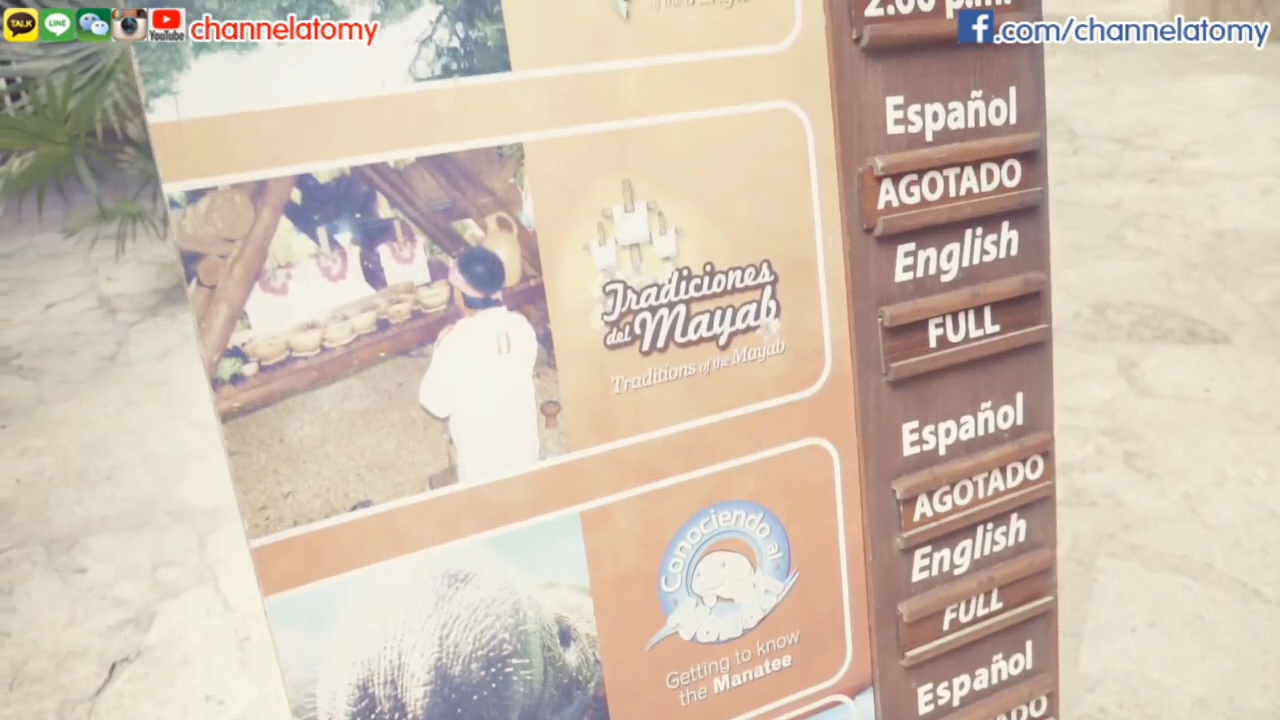 TALK
LINE
YouTube
channelatomy
.com/channelatomy
2:00 p.m.
Español
AGOTADO
English
FULL
Tradiciones
del Mayab
Traditions of the Mayab
Español
AGOTADO
English
FULL
Conociendo al
Getting to know
the Manatee
Español